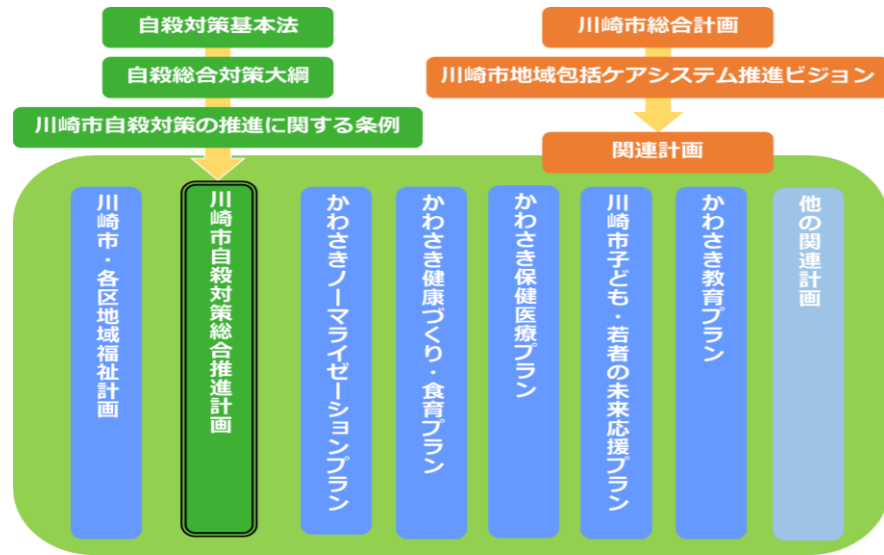 自殺対策基本法
自殺総合対策大綱
川崎市自殺対策の推進に関する条例
川崎市総合計画
川崎市地域包括ケアシステム推進ビジョン
関連計画
川崎市・各区地域福祉計画
川崎市自殺対策総合推進計画
かわさきノーマライゼーションプラン
かわさき健康づくり・食育プラン
かわさき保健医療プラン
川崎市子ども・若者の未来応援プラン
かわさき教育プラン
他の関連計画